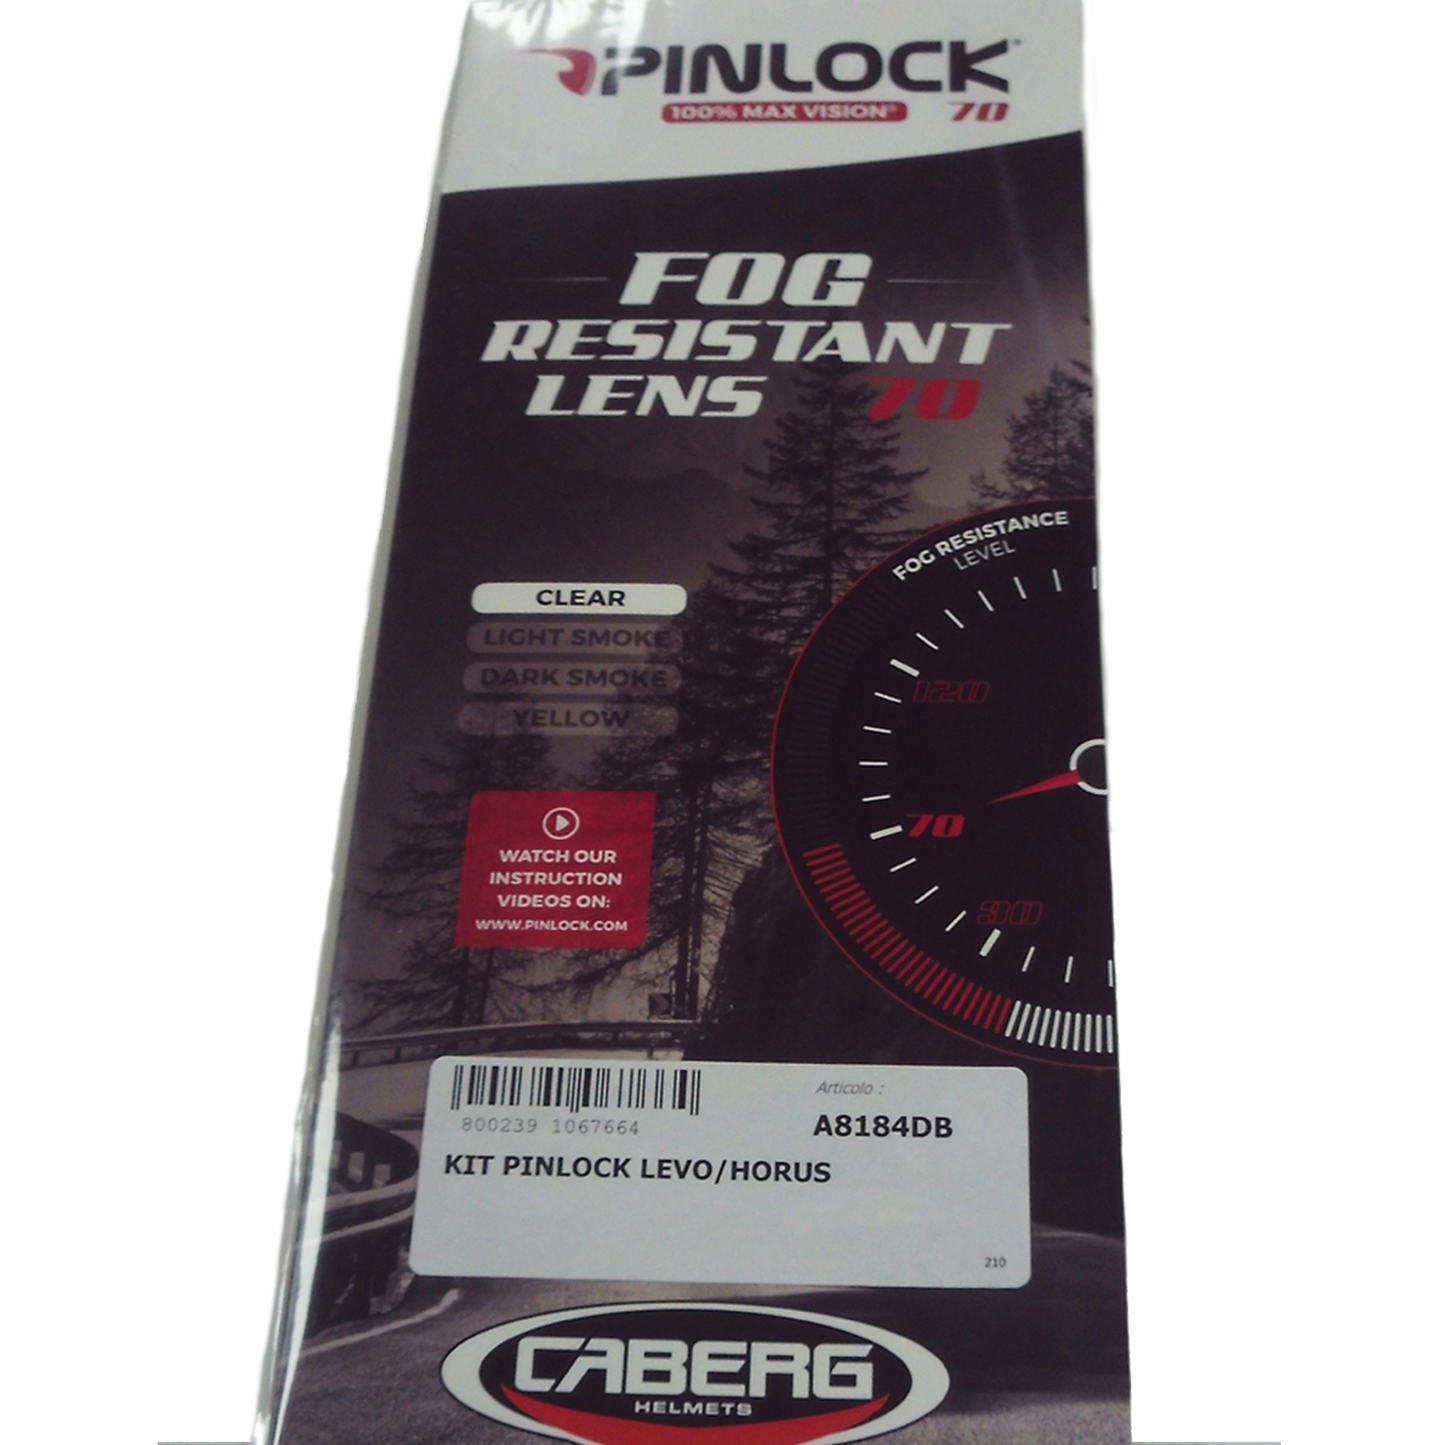 PINLOCK™
100% MAX VISION® 70
FOG
RESISTANT
LENS 70
FOG RESISTANCE
LEVEL
CLEAR
LIGHT SMOKE
DARK SMOKE
YELLOW
120
70
30
WATCH OUR
INSTRUCTION
VIDEOS ON:
WWW.PINLOCK.COM
Articolo :
800239 1067664
A8184DB
KIT PINLOCK LEVO/HORUS
210
CABERG
HELMETS